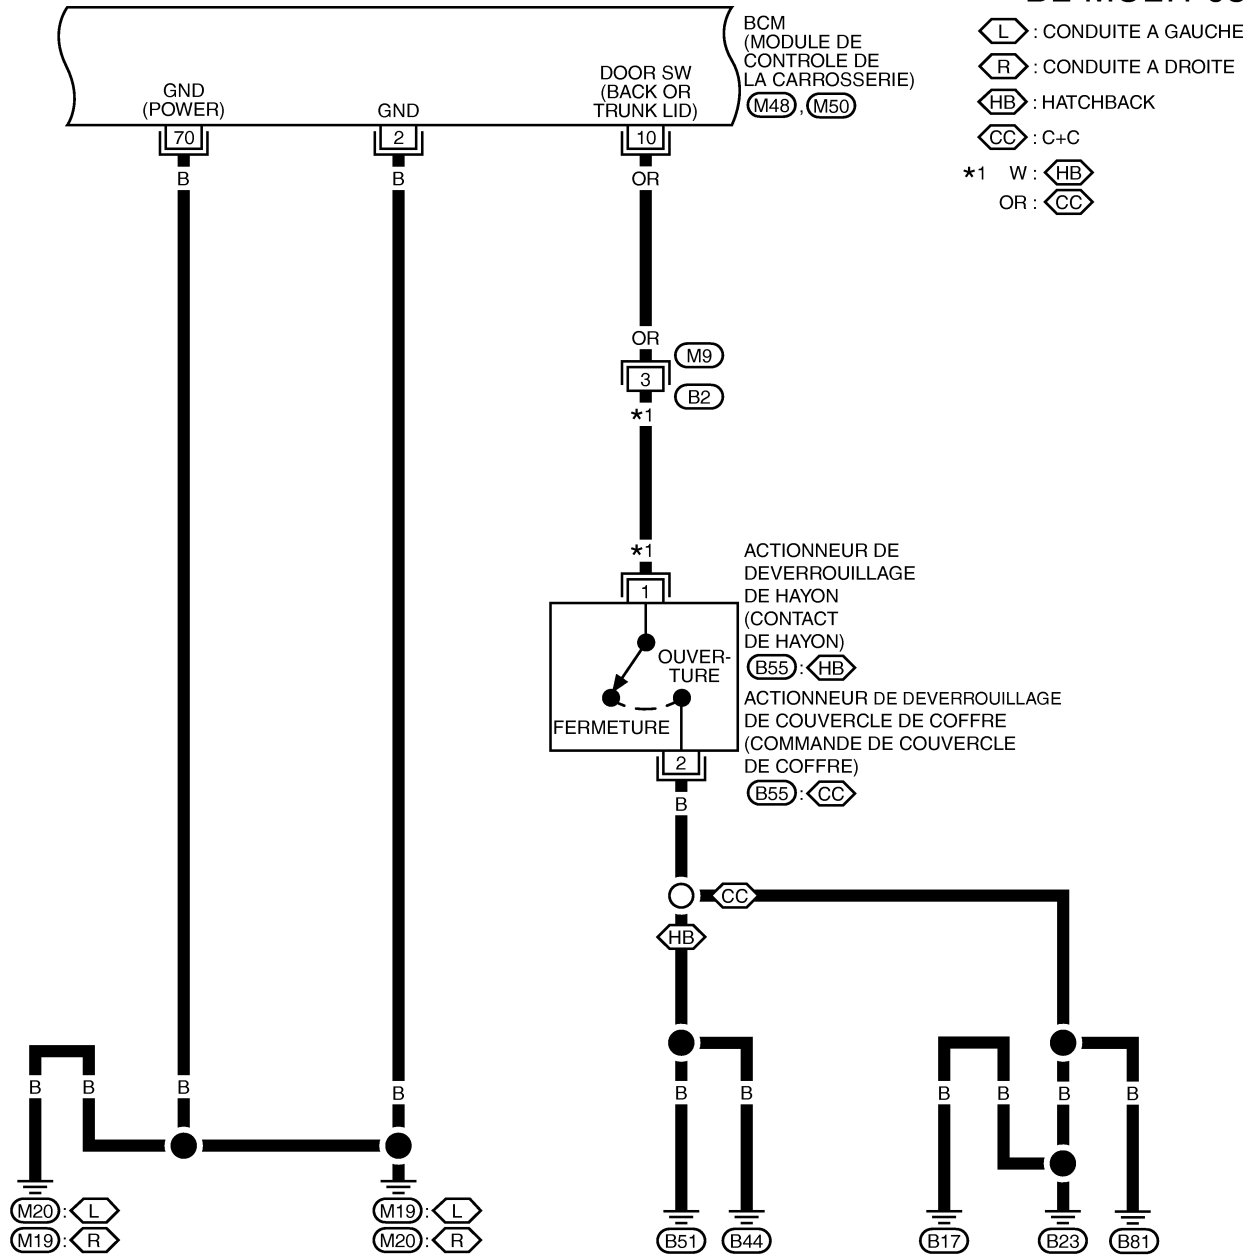 BCM
(MODULE DE
CONTROLE DE
LA CARROSSERIE)
M48 , M50
L : CONDUITE A GAUCHE
R : CONDUITE A DROITE
HB : HATCHBACK
CC : C+C
*1 W : HB
OR : CC
GND
(POWER)
GND
DOOR SW
(BACK OR
TRUNK LID)
70
2
10
B
B
OR
OR
M9
3
B2
*1
*1
1
ACTIONNEUR DE
DEVERROUILLAGE
DE HAYON
(CONTACT
DE HAYON)
B55 : HB
OUVER-
TURE
FERMETURE
ACTIONNEUR DE DEVERROUILLAGE
DE COUVERCLE DE COFFRE
(COMMANDE DE COUVERCLE
DE COFFRE)
B55 : CC
2
B
CC
HB
B
B
B
B
B
B
B
B
B
B
M20 : L
M19 : R
M19 : L
M20 : R
B51
B44
B17
B23
B81